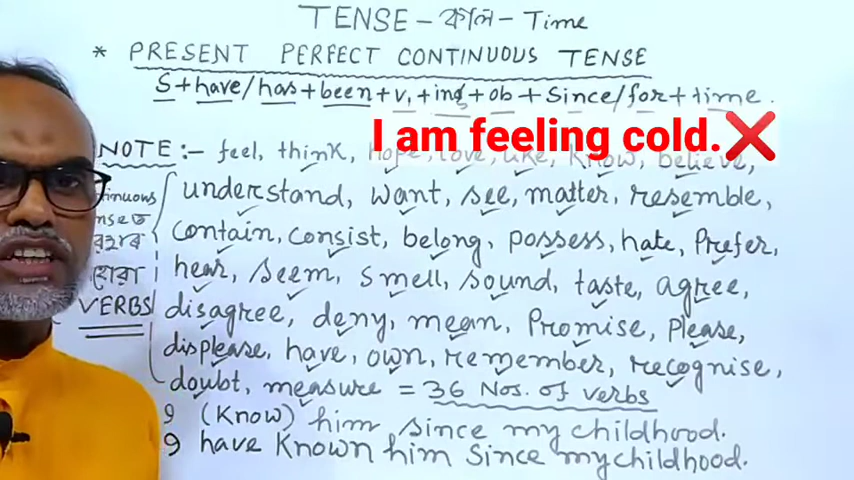 TENSE - কাল - Time
* PRESENT PERFECT CONTINUOUS TENSE
S+have/has+been+v₁+ing+ob+Since/for+time.
I am feeling cold.❌
NOTE:- feel, think, hope, love, like, know, believe,
understand, want, see, matter, resemble,
contain, consist, belong, possess, hate, Prefer,
hear, seem, smell, sound, taste, agree,
VERBS disagree, deny, mean, Promise, please,
displease, have, own, remember, recognise,
doubt, measure = 36 Nos. of verbs
(Know) him since my childhood.
have Known him Since my childhood.